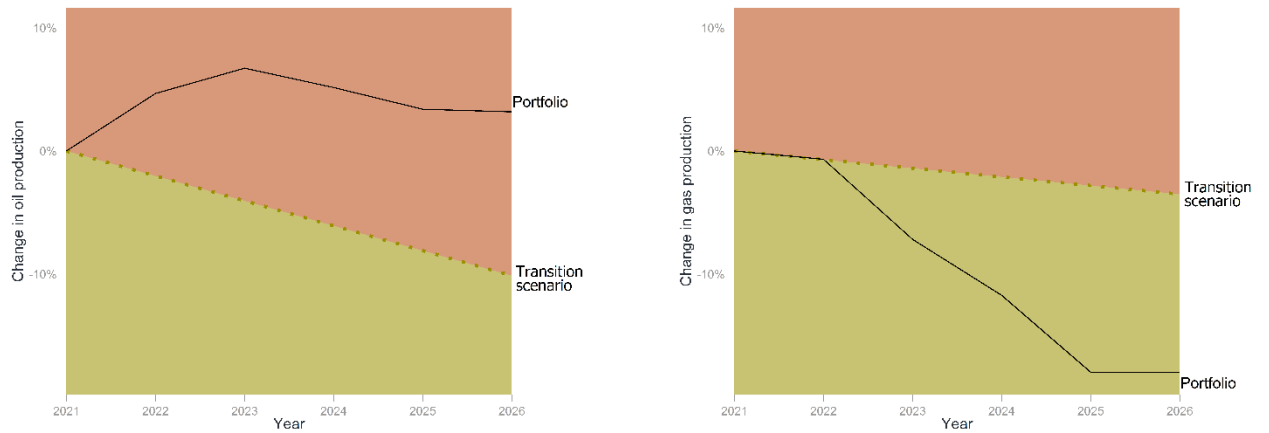 10%
0%
-10%
Change in oil production
Portfolio
Transition
scenario
2021 2022 2023 2024 2025 2026
Year
10%
0%
-10%
Change in gas production
Transition
scenario
Portfolio
2021 2022 2023 2024 2025 2026
Year